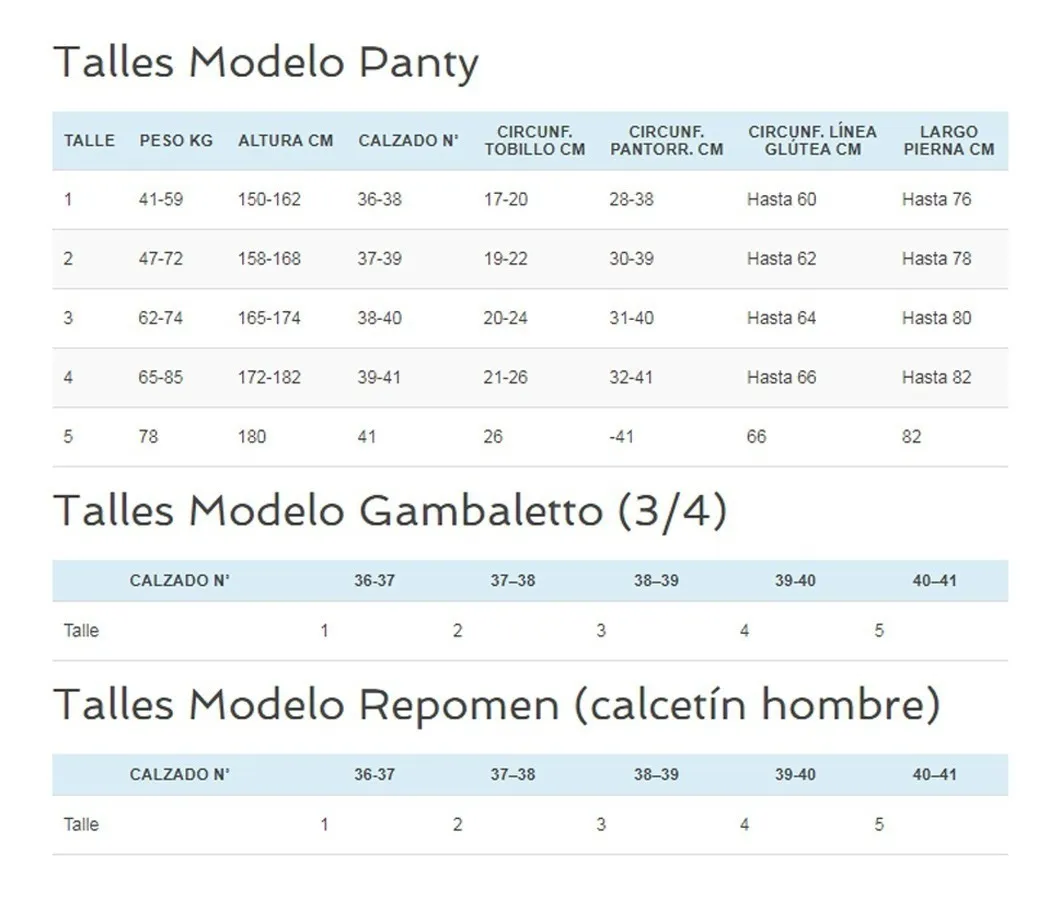 Talles Modelo Panty
TALLE PESO KG ALTURA CM CALZADO N° CIRCUNF. TOBILLO CM CIRCUNF. PANTORR. CM CIRCUNF. LÍNEA GLÚTEA CM LARGO PIERNA CM
1 41-59 150-162 36-38 17-20 28-38 Hasta 60 Hasta 76
2 47-72 158-168 37-39 19-22 30-39 Hasta 62 Hasta 78
3 62-74 165-174 38-40 20-24 31-40 Hasta 64 Hasta 80
4 65-85 172-182 39-41 21-26 32-41 Hasta 66 Hasta 82
5 78 180 41 26 -41 66 82
Talles Modelo Gambaletto (3/4)
CALZADO N° 36-37 37–38 38–39 39-40 40–41
Talle 1 2 3 4 5
Talles Modelo Repomen (calcetín hombre)
CALZADO N° 36-37 37–38 38–39 39-40 40–41
Talle 1 2 3 4 5